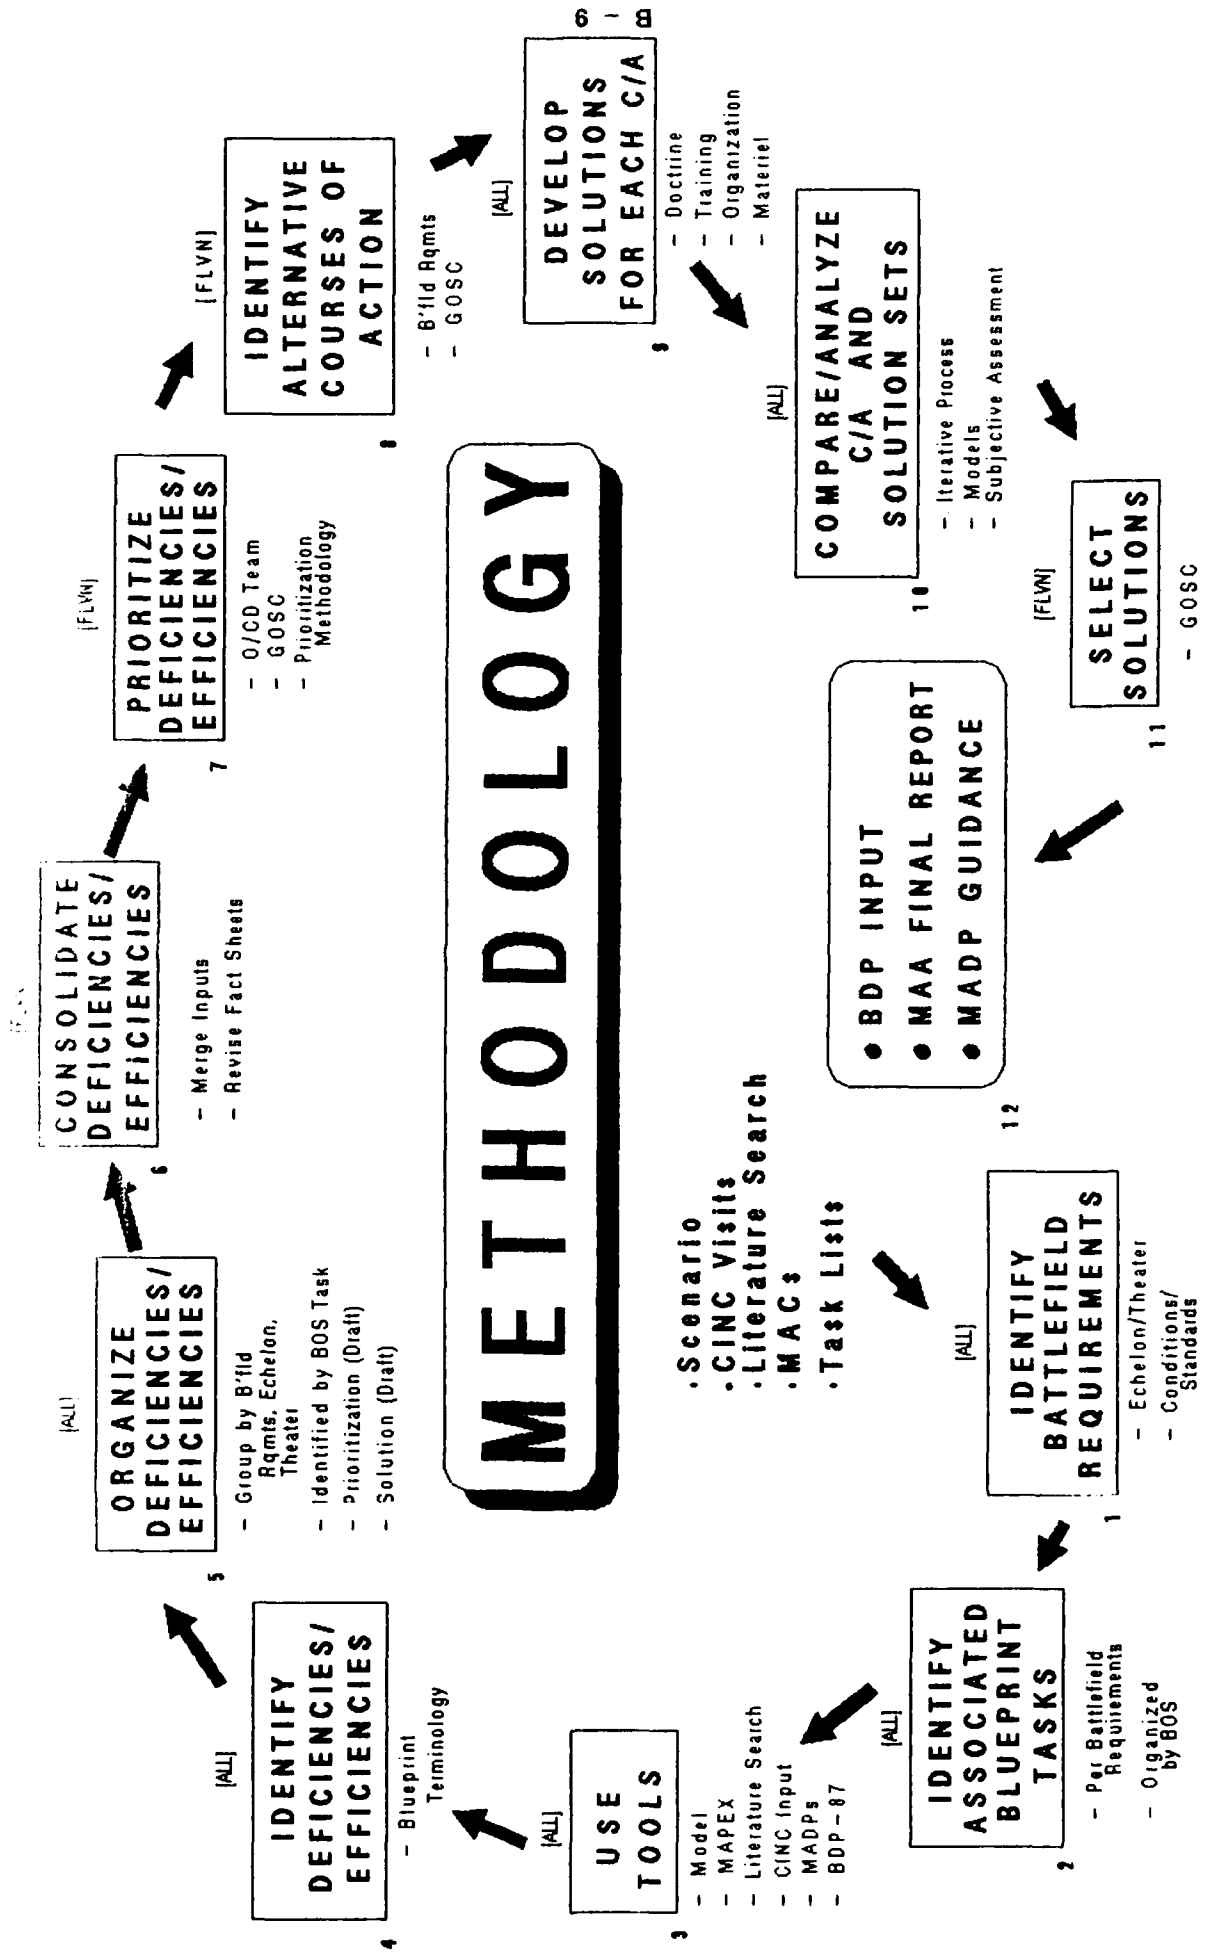 METHODOLOGY
·Scenario
·CINC Visits
·Literature Search
·MACs
·Task Lists
[ALL]
IDENTIFY
BATTLEFIELD
REQUIREMENTS
1
- Echelon/Theater
- Conditions/
Standards
[ALL]
IDENTIFY
ASSOCIATED
BLUEPRINT
TASKS
2
- Per Battlefield
Requirements
- Organized
by BOS
[ALL]
USE
TOOLS
3
- Model
- MAPEX
- Literature Search
- CINC Input
- MADPs
- BDP-87
[ALL]
IDENTIFY
DEFICIENCIES/
EFFICIENCIES
4
- Blueprint
Terminology
[ALL]
ORGANIZE
DEFICIENCIES/
EFFICIENCIES
5
- Group by B'fld
Rqmts, Echelon,
Theater
- Identified by BOS Task
- Prioritization (Draft)
- Solution (Draft)
CONSOLIDATE
DEFICIENCIES/
EFFICIENCIES
6
- Merge Inputs
- Revise Fact Sheets
[FLVN]
PRIORITIZE
DEFICIENCIES/
EFFICIENCIES
7
- O/CD Team
- GOSC
- Prioritization
Methodology
[FLVN]
IDENTIFY
ALTERNATIVE
COURSES OF
ACTION
8
- B'fld Rqmts
- GOSC
[ALL]
DEVELOP
SOLUTIONS
FOR EACH C/A
9
- Doctrine
- Training
- Organization
- Materiel
[ALL]
COMPARE/ANALYZE
C/A AND
SOLUTION SETS
10
- Iterative Process
- Models
- Subjective Assessment
[FLVN]
SELECT
SOLUTIONS
11
- GOSC
● BDP INPUT
● MAA FINAL REPORT
● MADP GUIDANCE
12
B-9